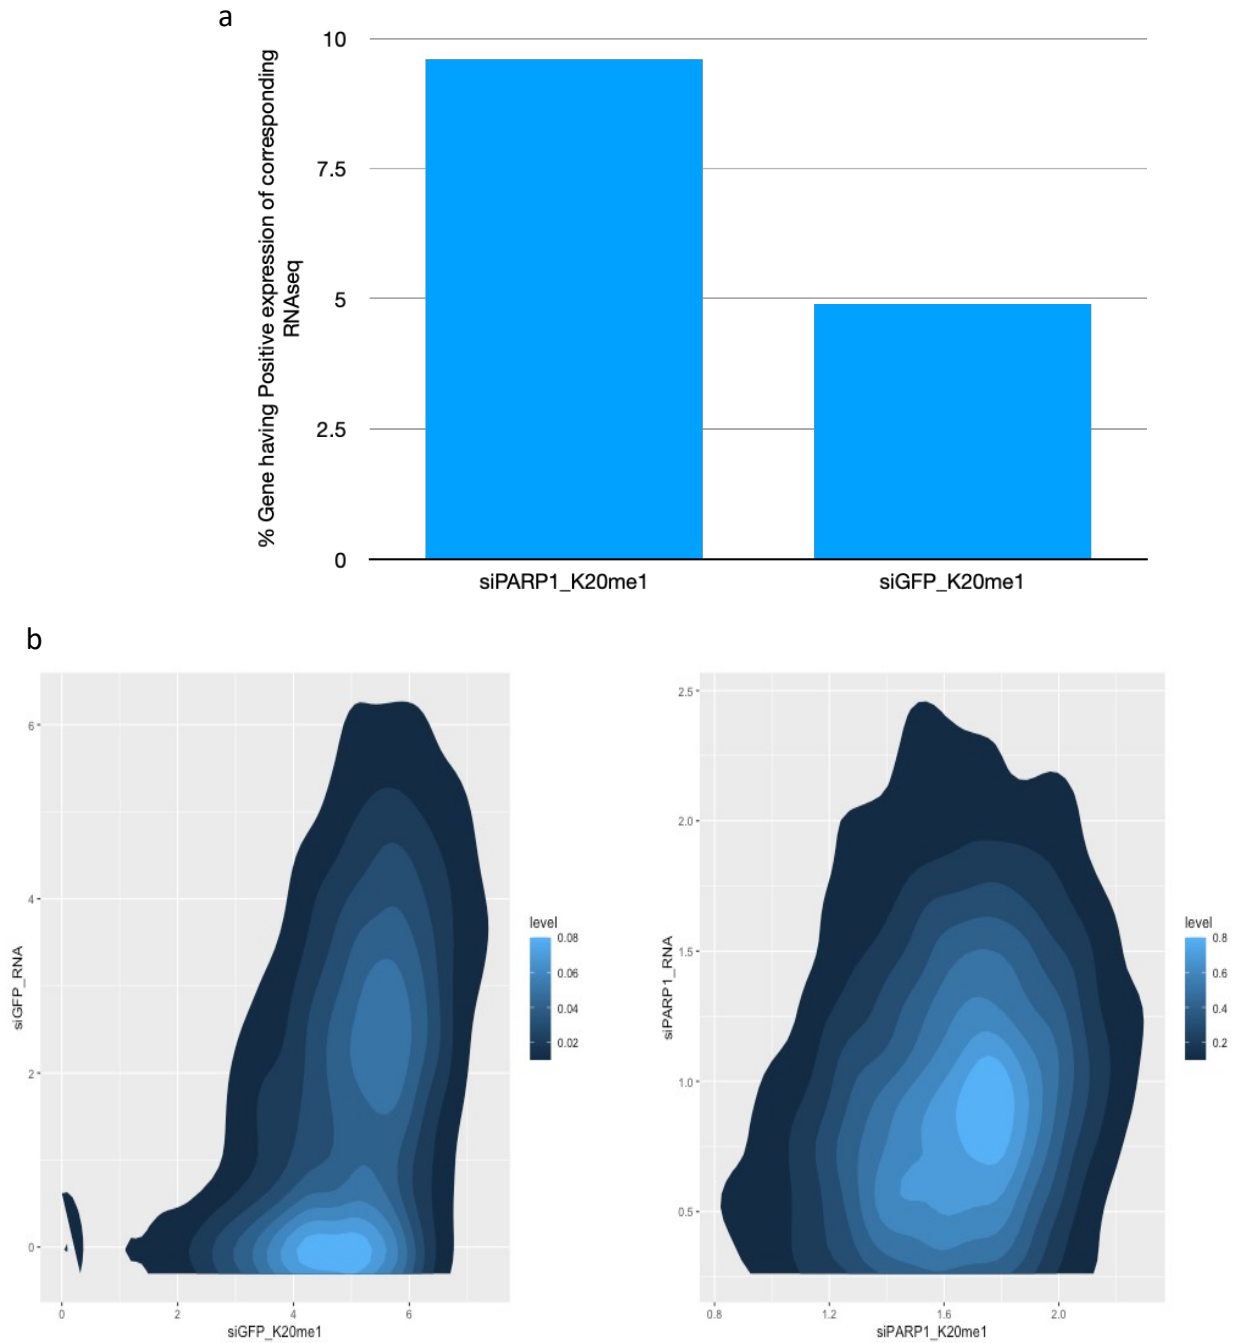 a
% Gene having Positive expression of corresponding
RNAseq
10
7.5
5
2.5
0
siPARP1_K20me1
siGFP_K20me1
b
siGFP_RNA
6
4
2
0
0
2
4
6
siGFP_K20me1
level
0.08
0.06
0.04
0.02
siPARP1_RNA
2.5
2.0
1.5
1.0
0.5
0.8
1.2
1.6
2.0
siPARP1_K20me1
level
0.8
0.6
0.4
0.2